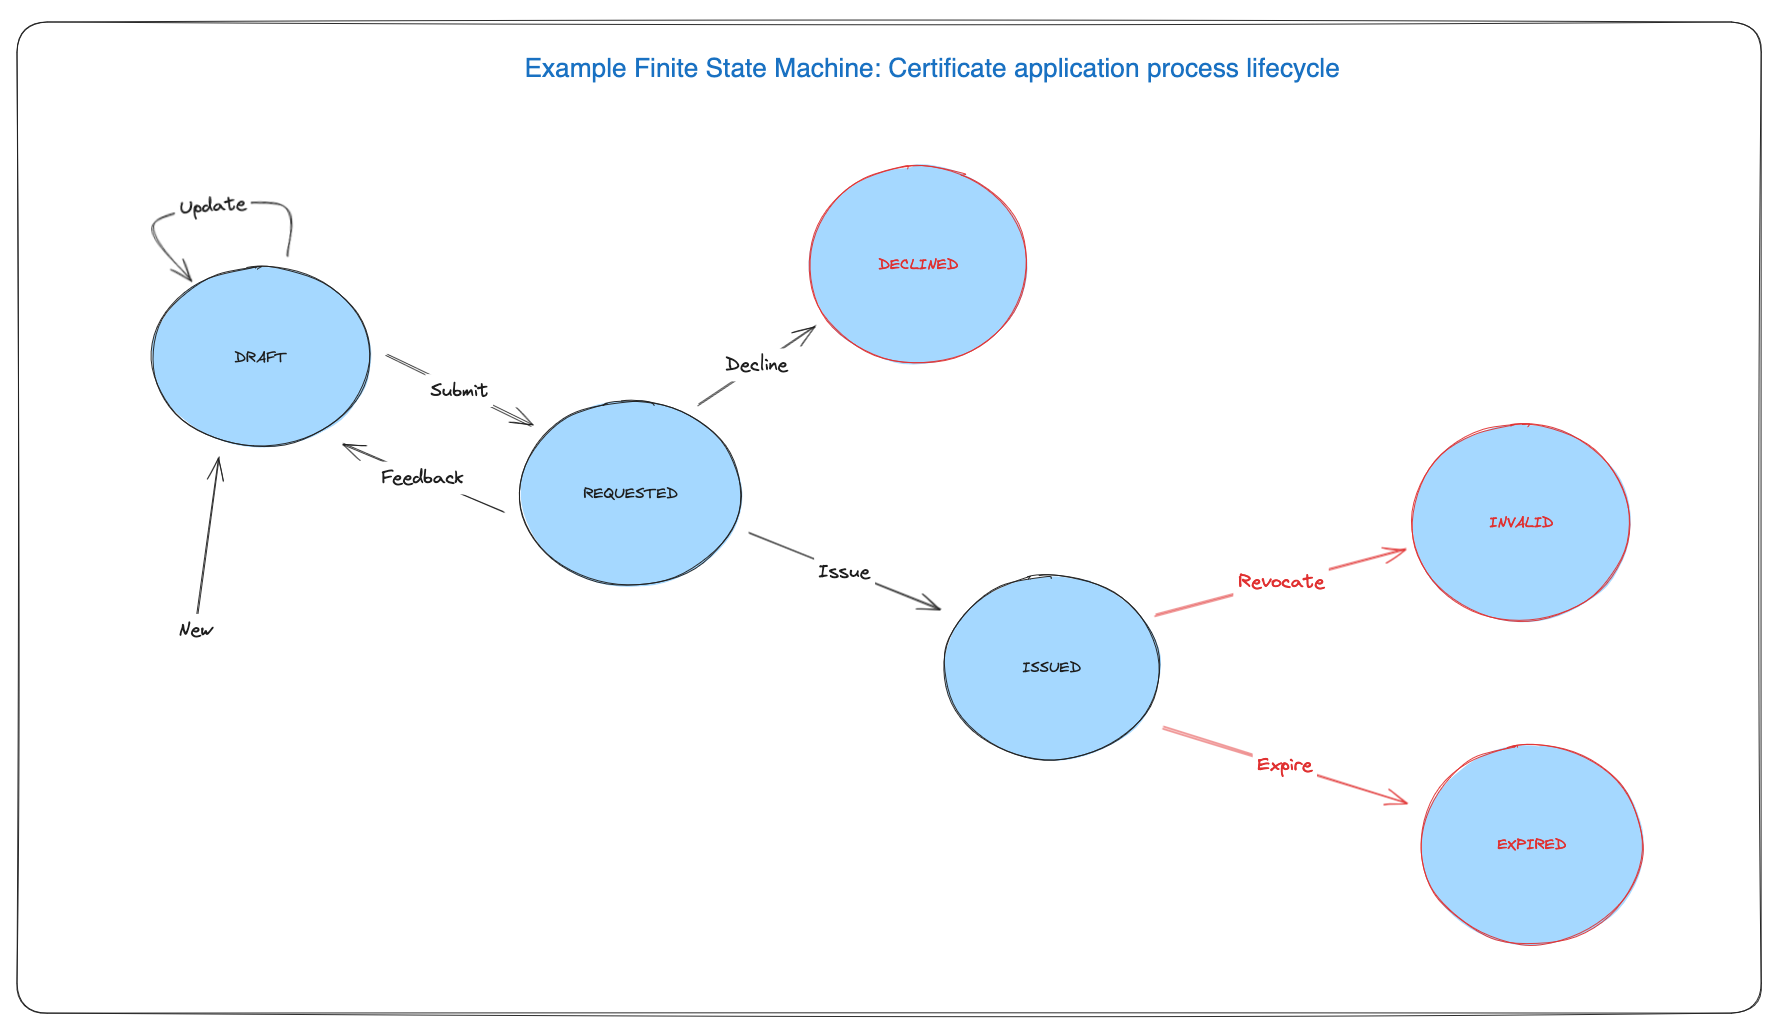 Example Finite State Machine: Certificate application process lifecycle
Update
DECLINED
DRAFT
Decline
Submit
Feedback
REQUESTED
INVALID
Issue
Revocate
New
ISSUED
Expire
EXPIRED